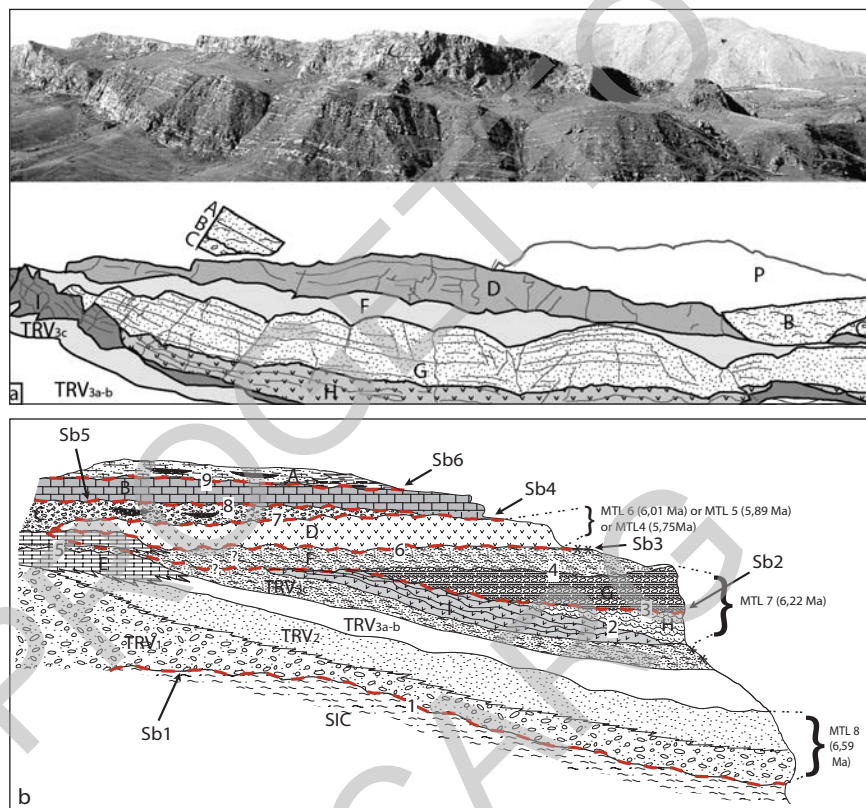 A
B
C
P
D
F
B
I
TRV3c
G
TRV3a-b
H
a
Sb5
Sb6
A
9
Sb4
B
8
MTL 6 (6,01 Ma) or MTL 5 (5,89 Ma)
or MTL4 (5,75Ma)
C
7
D
Sb3
6
5
?
?
4
Sb2
E
F
G
3
MTL 7 (6,22 Ma)
I
H
2
TRV3a-b
TRV2
TRV1
1
SIC
Sb1
MTL 8
(6,59
Ma)
b